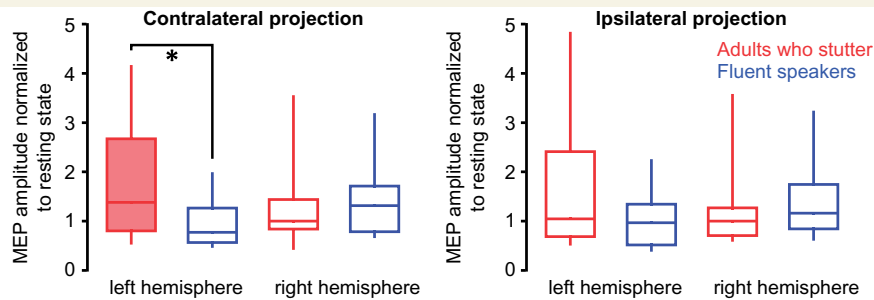 Contralateral projection
MEP amplitude normalized
to resting state
5
4
3
2
1
0
*
left hemisphere
right hemisphere
Ipsilateral projection
MEP amplitude normalized
to resting state
5
4
3
2
1
0
Adults who stutter
Fluent speakers
left hemisphere
right hemisphere